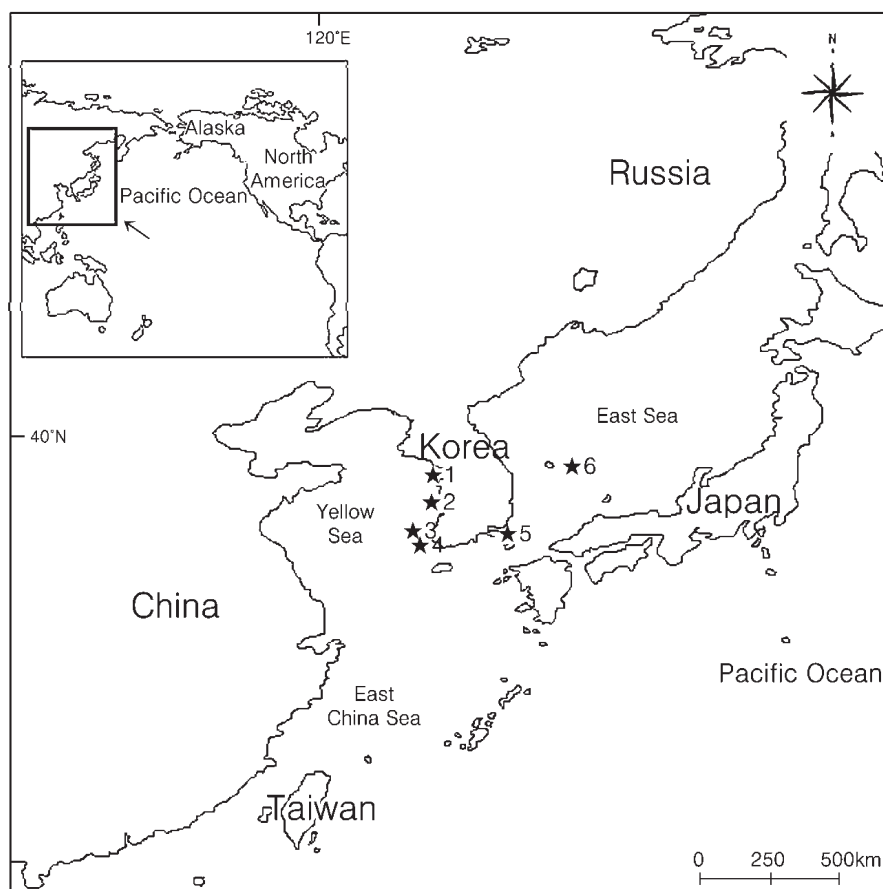 120°E
N
Alaska
North
America
Pacific Ocean
Russia
East Sea
40°N
Korea
1
6
2
Yellow
Sea
Japan
3
5
4
China
Pacific Ocean
East
China Sea
Taiwan
0 250 500km